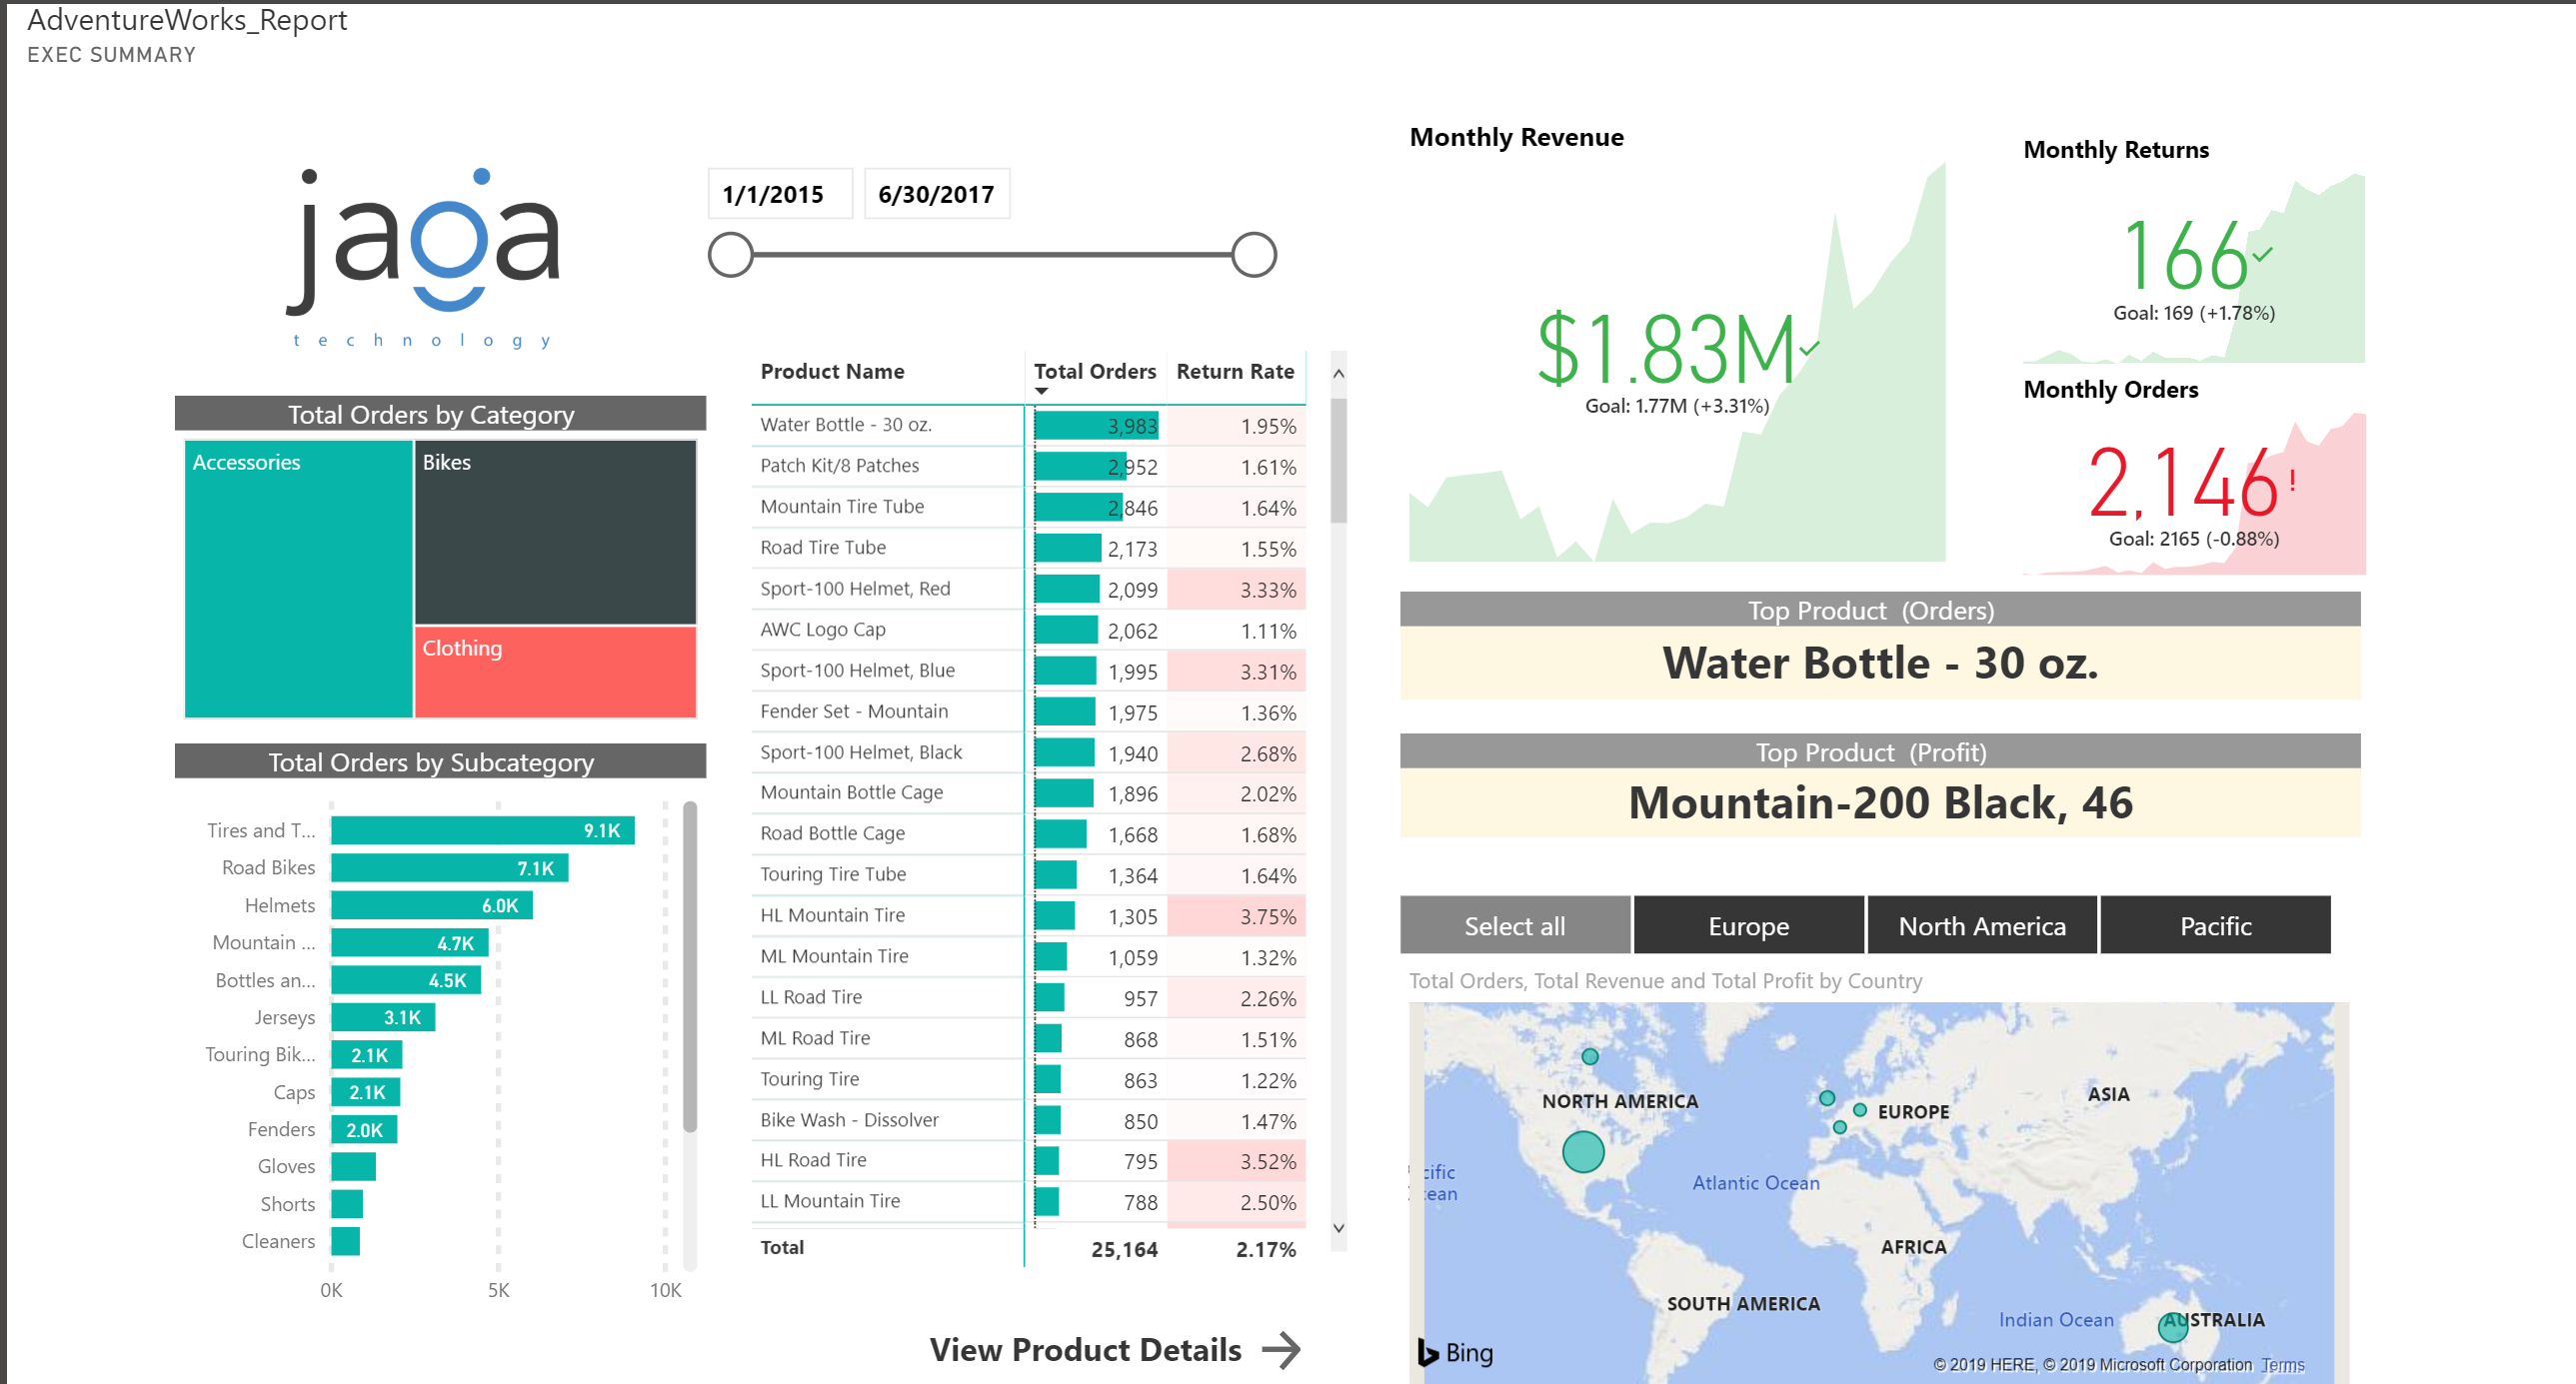 AdventureWorks_Report
EXEC SUMMARY
jaga
technology
1/1/2015 6/30/2017
Total Orders by Category
Accessories
Bikes
Clothing
Total Orders by Subcategory
Tires and T... 9.1K
Road Bikes 7.1K
Helmets 6.0K
Mountain ... 4.7K
Bottles an... 4.5K
Jerseys 3.1K
Touring Bik... 2.1K
Caps 2.1K
Fenders 2.0K
Gloves
Shorts
Cleaners
0K 5K 10K
Product Name Total Orders Return Rate
Water Bottle - 30 oz. 3,983 1.95%
Patch Kit/8 Patches 2,952 1.61%
Mountain Tire Tube 2,846 1.64%
Road Tire Tube 2,173 1.55%
Sport-100 Helmet, Red 2,099 3.33%
AWC Logo Cap 2,062 1.11%
Sport-100 Helmet, Blue 1,995 3.31%
Fender Set - Mountain 1,975 1.36%
Sport-100 Helmet, Black 1,940 2.68%
Mountain Bottle Cage 1,896 2.02%
Road Bottle Cage 1,668 1.68%
Touring Tire Tube 1,364 1.64%
HL Mountain Tire 1,305 3.75%
ML Mountain Tire 1,059 1.32%
LL Road Tire 957 2.26%
ML Road Tire 868 1.51%
Touring Tire 863 1.22%
Bike Wash - Dissolver 850 1.47%
HL Road Tire 795 3.52%
LL Mountain Tire 788 2.50%
Total 25,164 2.17%
View Product Details
Monthly Revenue
$1.83M
Goal: 1.77M (+3.31%)
Monthly Returns
166
Goal: 169 (+1.78%)
Monthly Orders
2,146!
Goal: 2165 (-0.88%)
Top Product (Orders)
Water Bottle - 30 oz.
Top Product (Profit)
Mountain-200 Black, 46
Select all Europe North America Pacific
Total Orders, Total Revenue and Total Profit by Country
NORTH AMERICA
EUROPE
ASIA
cific
ean
Atlantic Ocean
AFRICA
SOUTH AMERICA
Indian Ocean
AUSTRALIA
Bing
© 2019 HERE, © 2019 Microsoft Corporation Terms